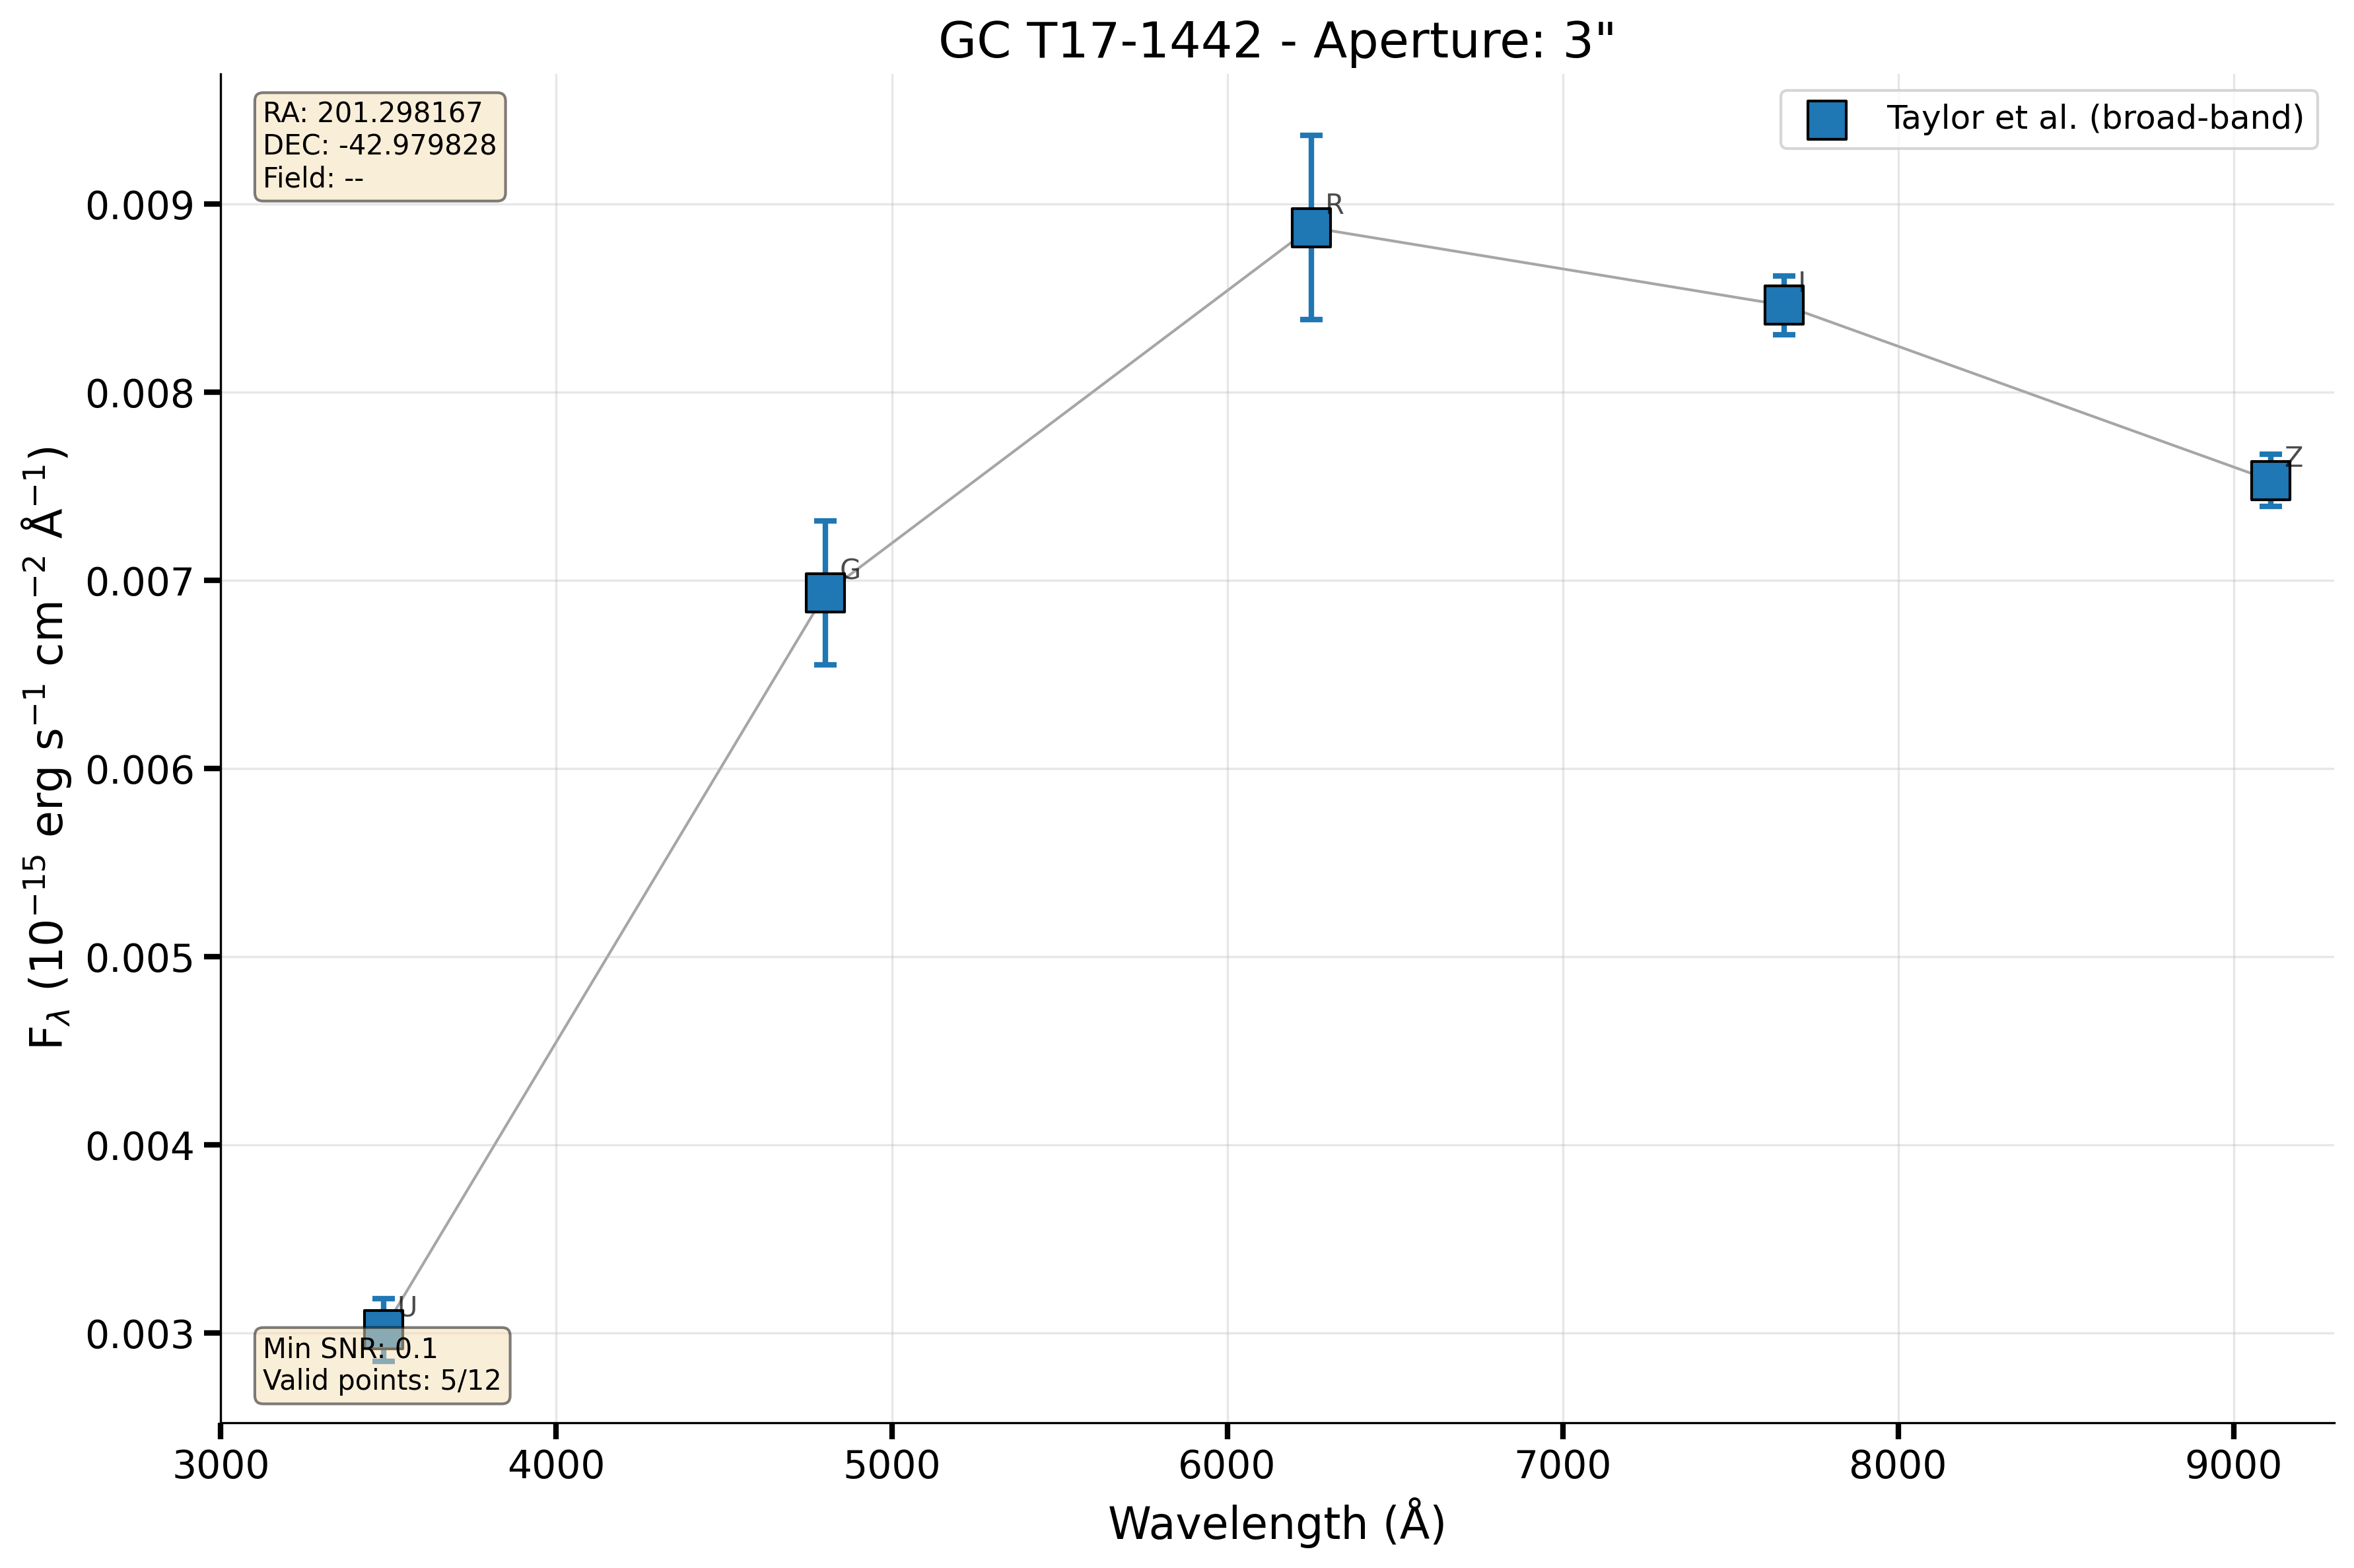 GC T17-1442 - Aperture: 3"
RA: 201.298167
DEC: -42.979828
Field: --
Taylor et al. (broad-band)
F_λ (10⁻¹⁵ erg s⁻¹ cm⁻² Å⁻¹)
0.009
0.008
0.007
0.006
0.005
0.004
0.003
R
I
Z
G
U
Min SNR: 0.1
Valid points: 5/12
3000 4000 5000 6000 7000 8000 9000
Wavelength (Å)